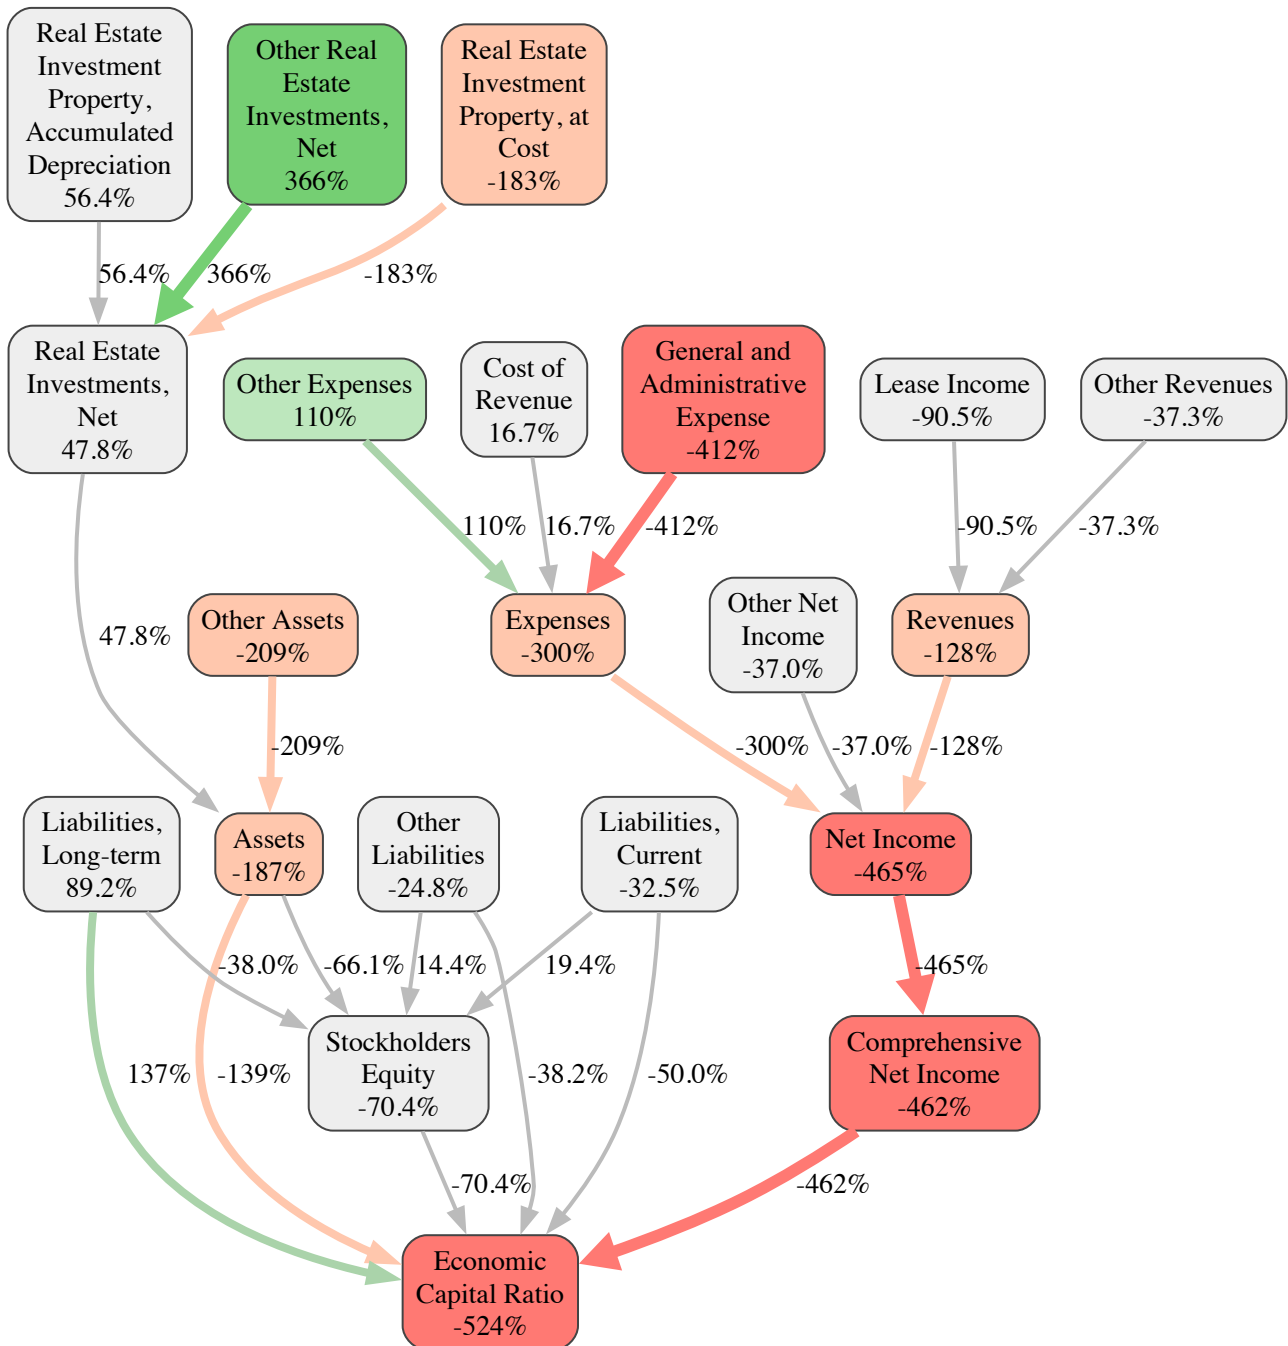 Real Estate
Investment
Property,
Accumulated
Depreciation
56.4%
Other Real
Estate
Investments,
Net
366%
Real Estate
Investment
Property, at
Cost
-183%
56.4%
366%
-183%
Real Estate
Investments,
Net
47.8%
Other Expenses
110%
Cost of
Revenue
16.7%
General and
Administrative
Expense
-412%
Lease Income
-90.5%
Other Revenues
-37.3%
110%
16.7%
-412%
-90.5%
-37.3%
47.8%
Other Assets
-209%
Expenses
-300%
Other Net
Income
-37.0%
Revenues
-128%
-209%
-300%
-37.0%
-128%
Liabilities,
Long-term
89.2%
Assets
-187%
Other
Liabilities
-24.8%
Liabilities,
Current
-32.5%
Net Income
-465%
-38.0%
-66.1%
14.4%
19.4%
-465%
137%
-139%
Stockholders
Equity
-70.4%
-38.2%
-50.0%
Comprehensive
Net Income
-462%
-70.4%
-462%
Economic
Capital Ratio
-524%